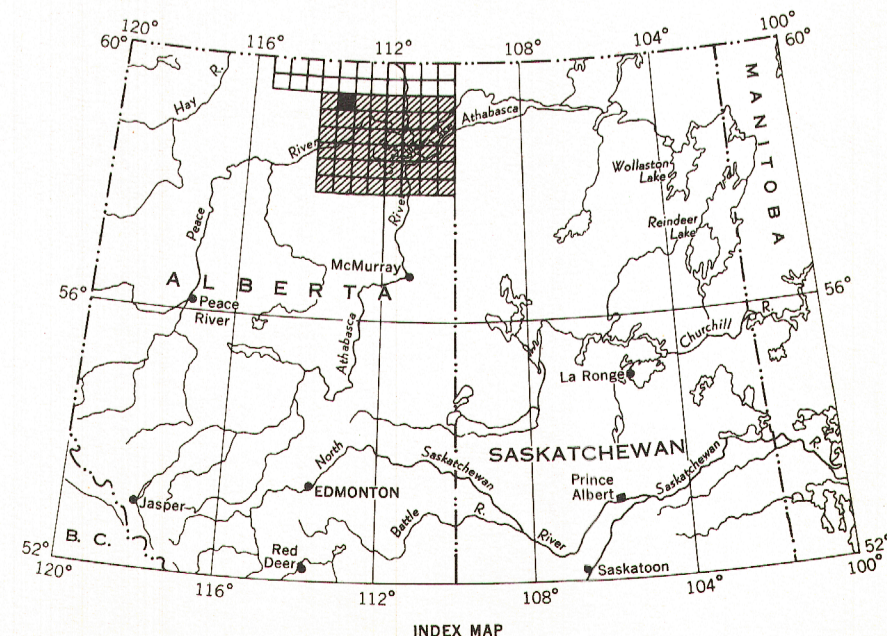 120°
60°
116°
112°
108°
104°
100°
60°
Hay R.
River
Lake
Athabasca
MANITOBA
Wollaston
Lake
Reindeer
Lake
Peace
River
McMurray
ALBERTA
56°
Peace
River
56°
Athabasca
Churchill R.
La Ronge
SASKATCHEWAN
North Saskatchewan
River
Prince
Albert
Saskatchewan R.
EDMONTON
Jasper
Battle R.
B. C.
Red
Deer
Saskatoon
52°
120°
116°
112°
108°
104°
52°
100°
INDEX MAP